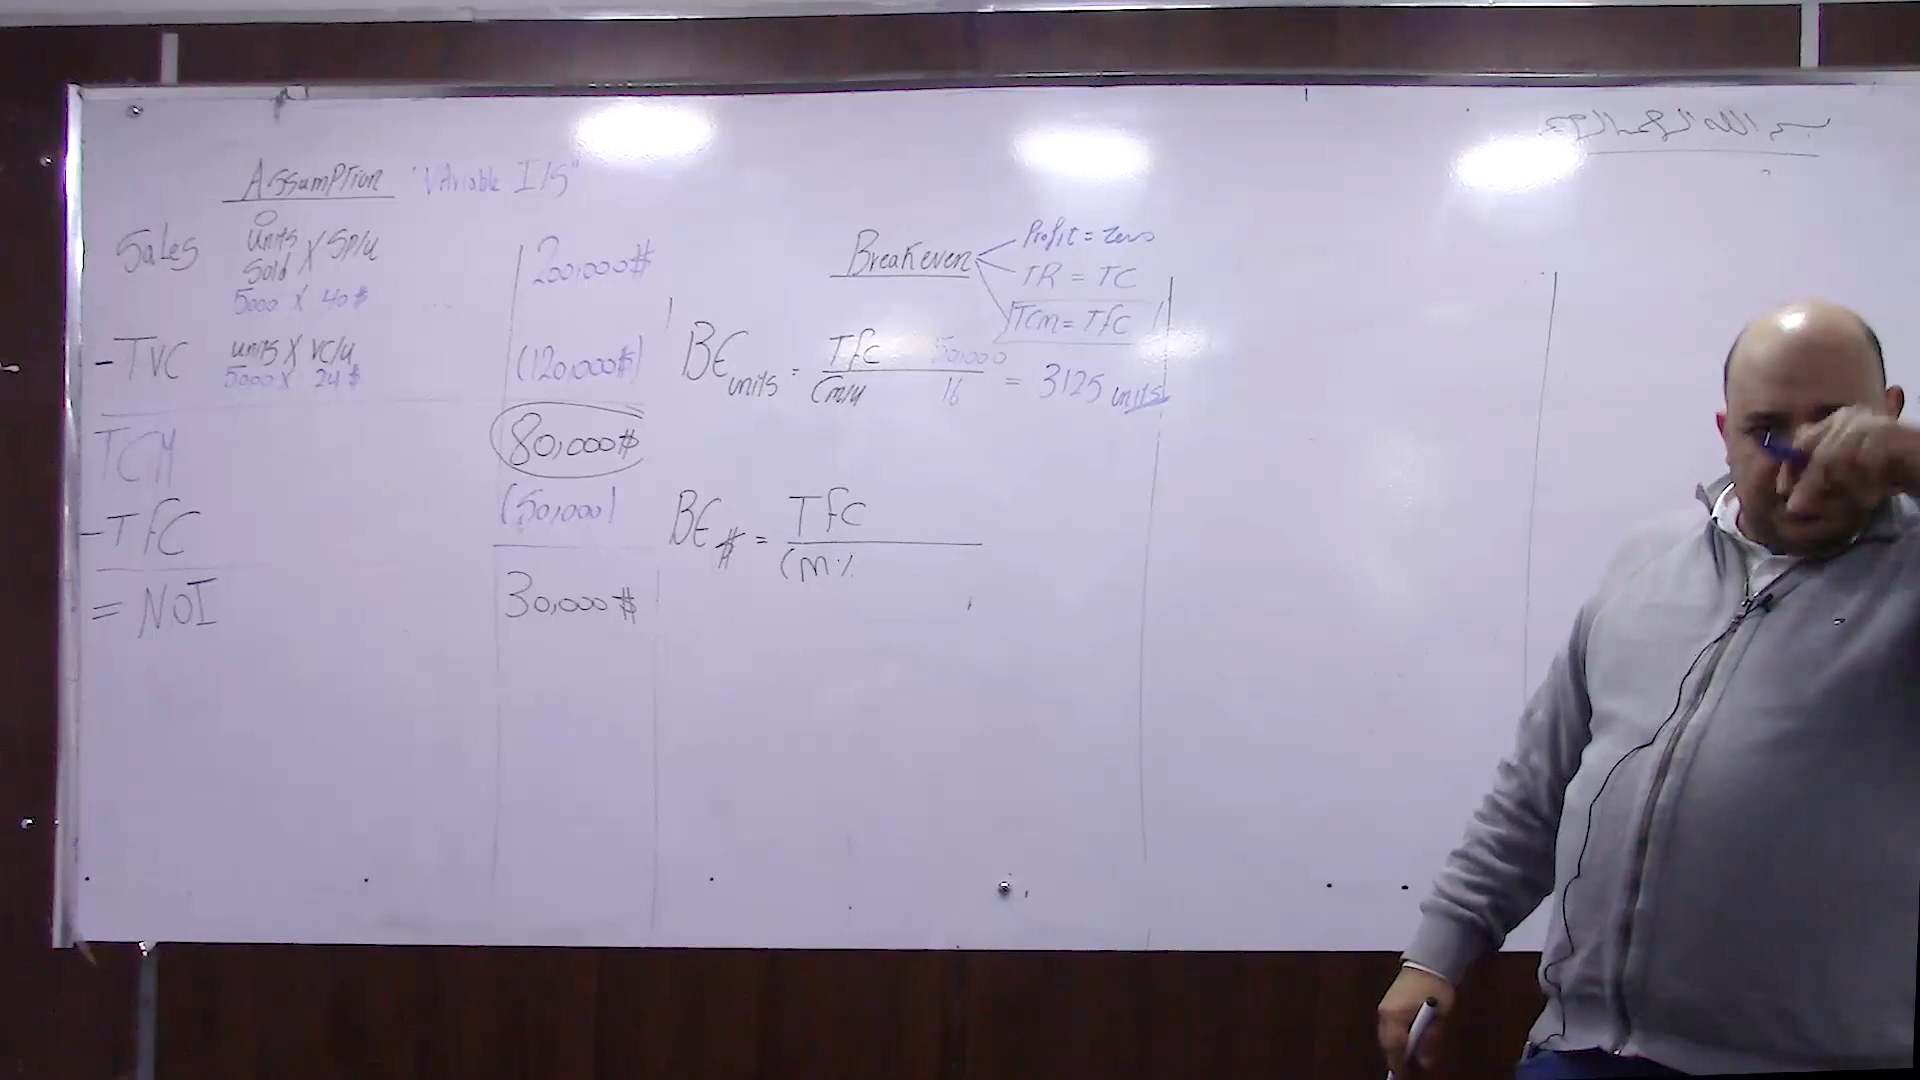 بسم الله الرحمن الرحيم
Assumption "Variable I/S"
Sales units sold X SP/u 200,000$
5000 X 40$
- TVC units X VC/u (120,000$)
5000 X 24$
TCM 80,000$
- TFC (50,000)
= NOI 30,000$
Breakeven
Profit = Zero
TR = TC
TCM = TFC
BE units = TFC 50,000
CM/u 16 = 3125 units
BE $ = TFC
CM%